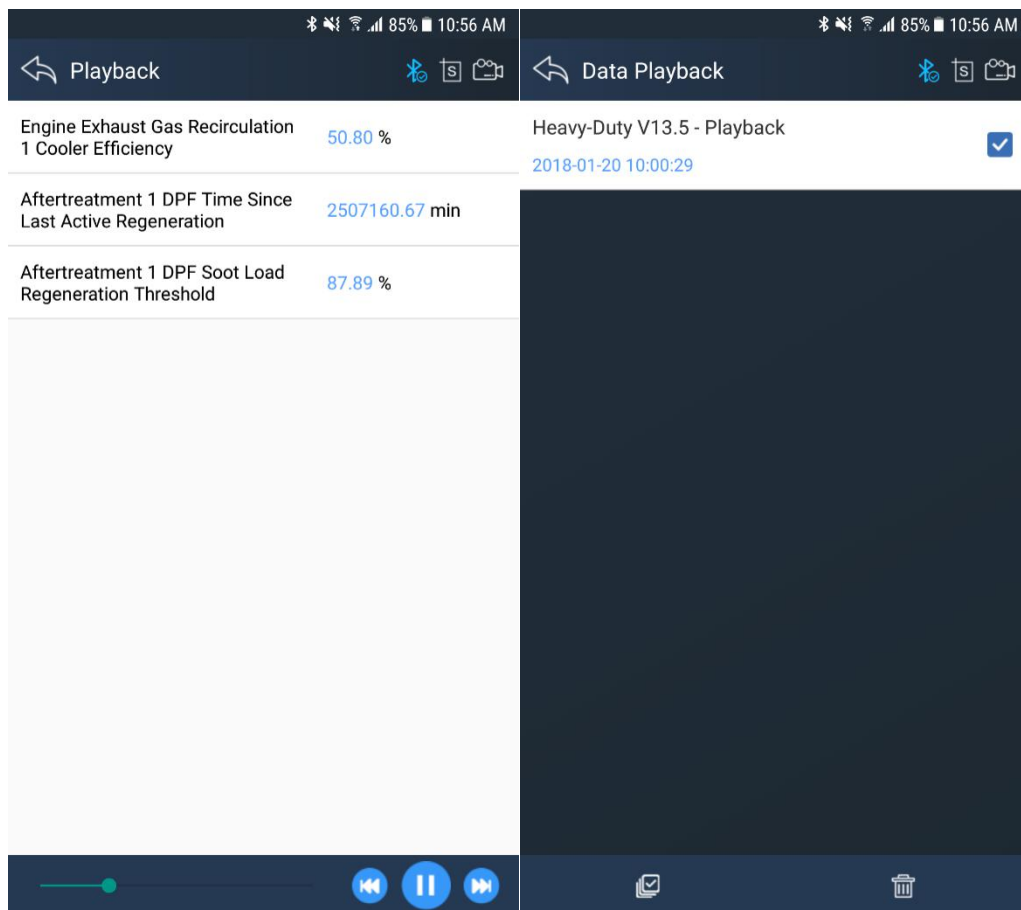 85% 10:56 AM
Playback
S
Engine Exhaust Gas Recirculation
1 Cooler Efficiency
50.80 %
Aftertreatment 1 DPF Time Since
Last Active Regeneration
2507160.67 min
Aftertreatment 1 DPF Soot Load
Regeneration Threshold
87.89 %
85% 10:56 AM
Data Playback
S
Heavy-Duty V13.5 - Playback
2018-01-20 10:00:29